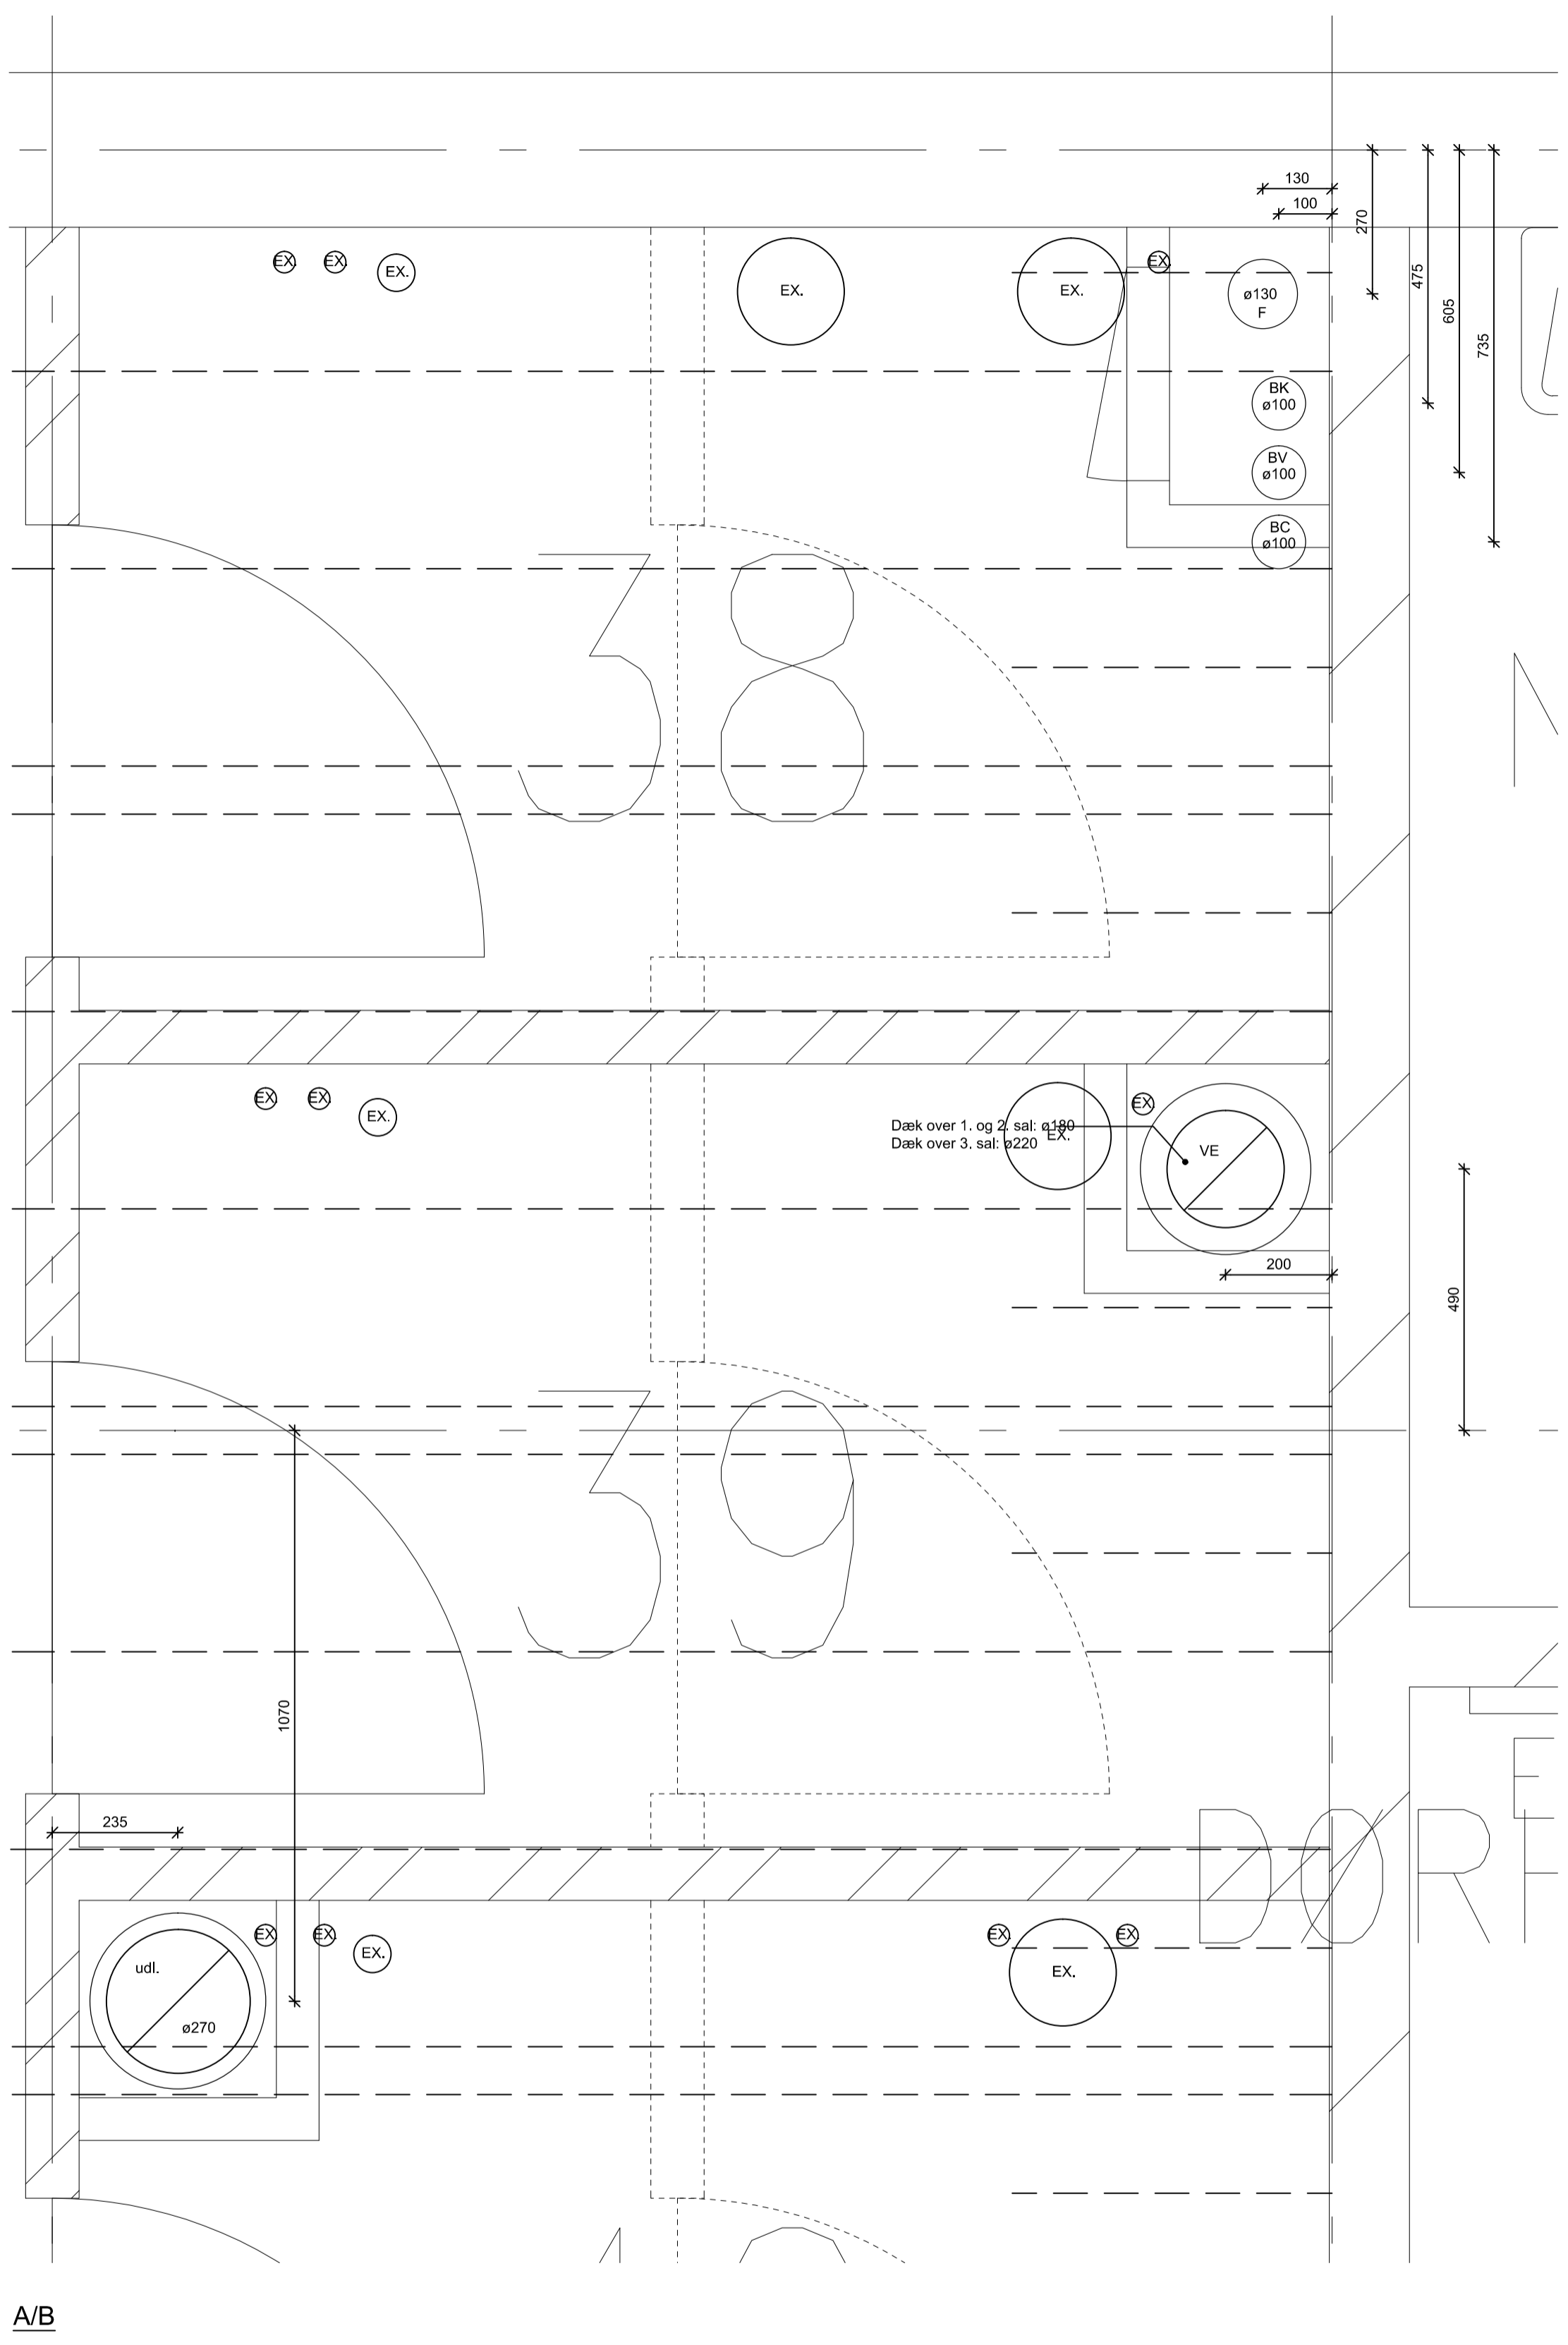 130
100
270
475
605
735
EX.
EX.
EX.
EX.
EX.
EX.
ø130
F
BK
ø100
BV
ø100
BC
ø100
38
EX.
EX.
EX.
EX.
EX.
Dæk over 1. og 2. sal: ø180
Dæk over 3. sal: ø220
VE
200
490
39
1070
235
EX.
EX.
EX.
EX.
EX.
EX.
udl.
ø270
A/B